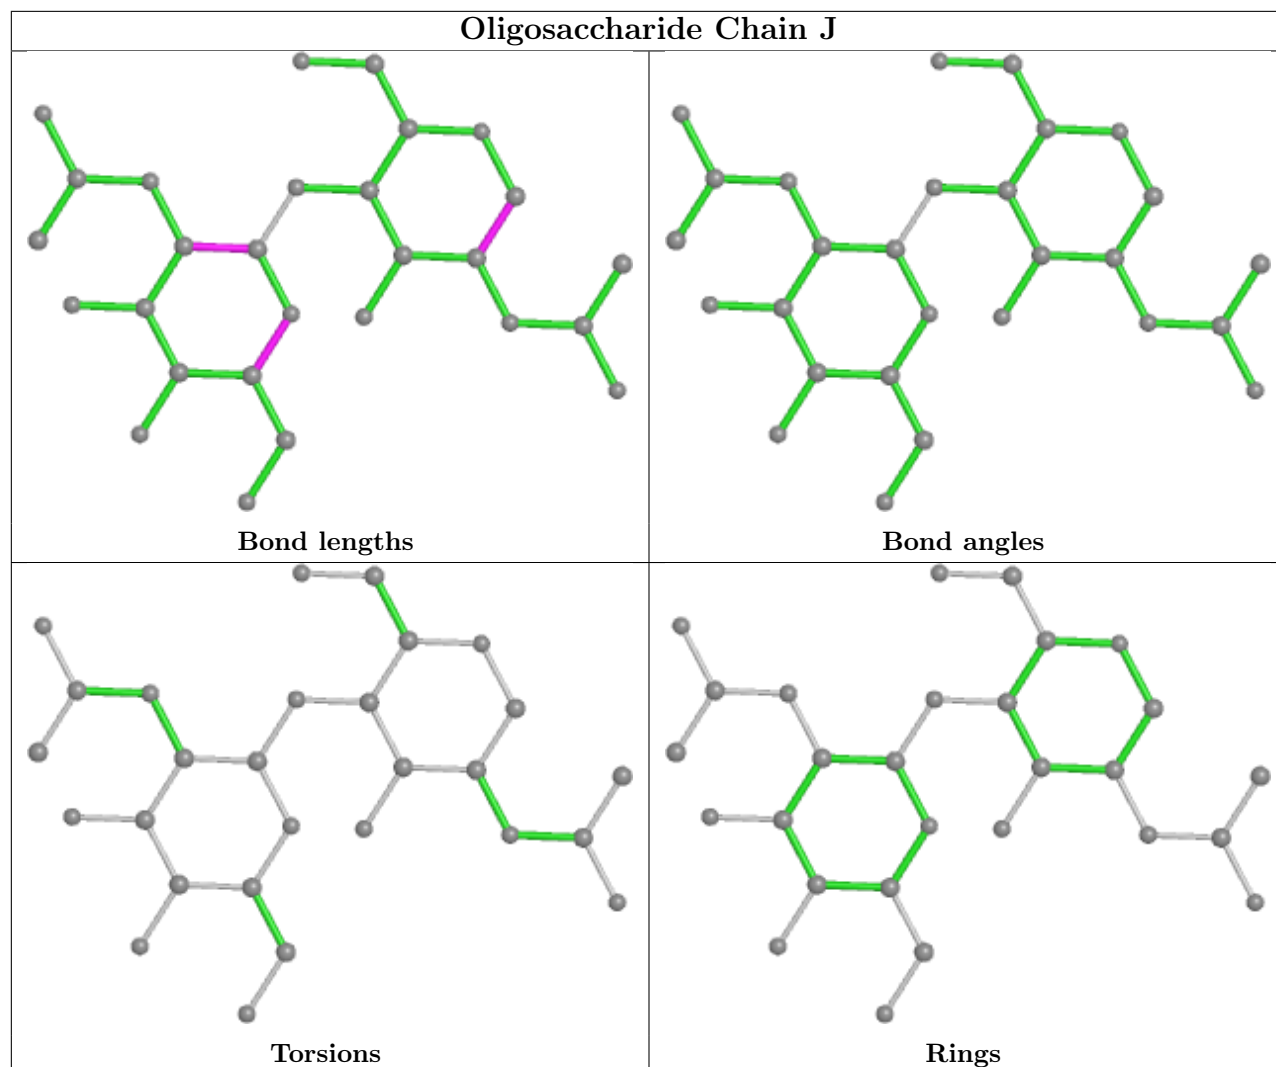 Oligosaccharide Chain J
Bond lengths
Bond angles
Torsions
Rings